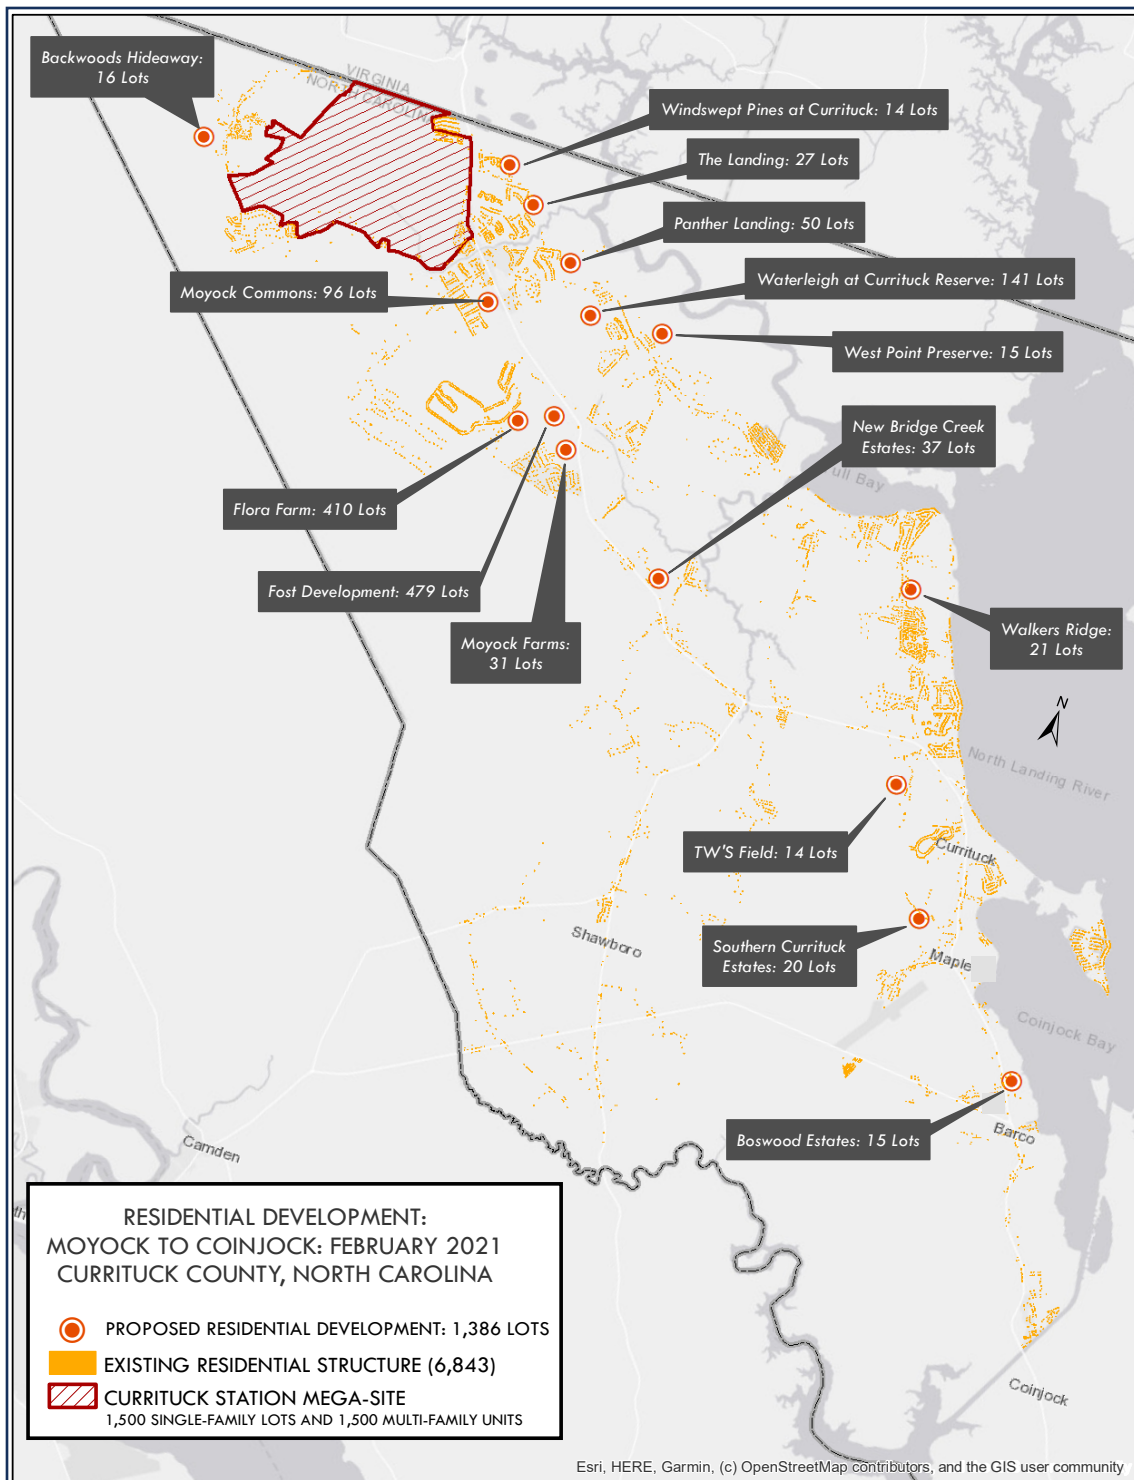 Backwoods Hideaway:
16 Lots
VIRGINIA
NORTH CAROLINA
Windswept Pines at Currituck: 14 Lots
The Landing: 27 Lots
Panther Landing: 50 Lots
Waterleigh at Currituck Reserve: 141 Lots
Moyock Commons: 96 Lots
West Point Preserve: 15 Lots
New Bridge Creek
Estates: 37 Lots
Bay
Flora Farm: 410 Lots
Fost Development: 479 Lots
Moyock Farms:
31 Lots
Walkers Ridge:
21 Lots
N
North Landing River
TW'S Field: 14 Lots
Currituck
Shawboro
Southern Currituck
Estates: 20 Lots
Maple
Coinjock Bay
Boswood Estates: 15 Lots
Barco
Camden
Coinjock
RESIDENTIAL DEVELOPMENT:
MOYOCK TO COINJOCK: FEBRUARY 2021
CURRITUCK COUNTY, NORTH CAROLINA
PROPOSED RESIDENTIAL DEVELOPMENT: 1,386 LOTS
EXISTING RESIDENTIAL STRUCTURE (6,843)
CURRITUCK STATION MEGA-SITE
1,500 SINGLE-FAMILY LOTS AND 1,500 MULTI-FAMILY UNITS
Esri, HERE, Garmin, (c) OpenStreetMap contributors, and the GIS user community